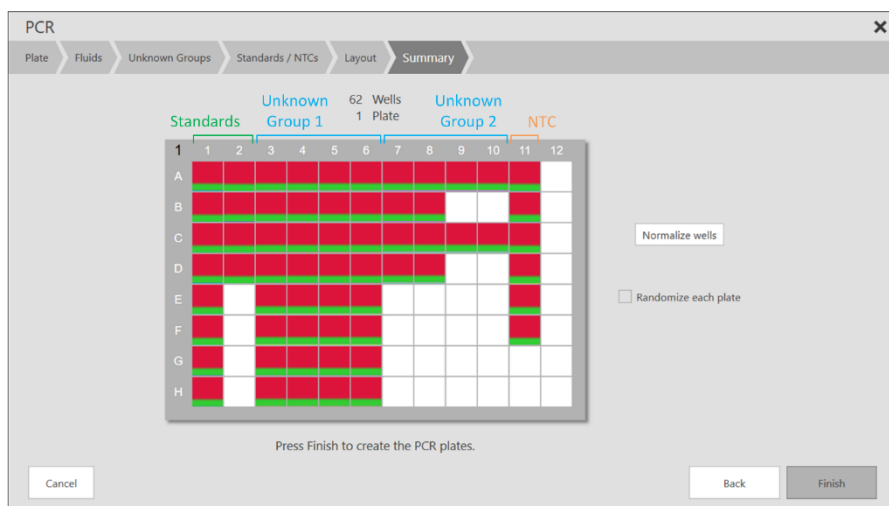 PCR
Plate Fluids Unknown Groups Standards / NTCs Layout Summary
Standards
Unknown
Group 1
62 Wells
1 Plate
Unknown
Group 2
NTC
1 1 2 3 4 5 6 7 8 9 10 11 12
A
B
C
D
E
F
G
H
Normalize wells
Randomize each plate
Press Finish to create the PCR plates.
Cancel Back Finish